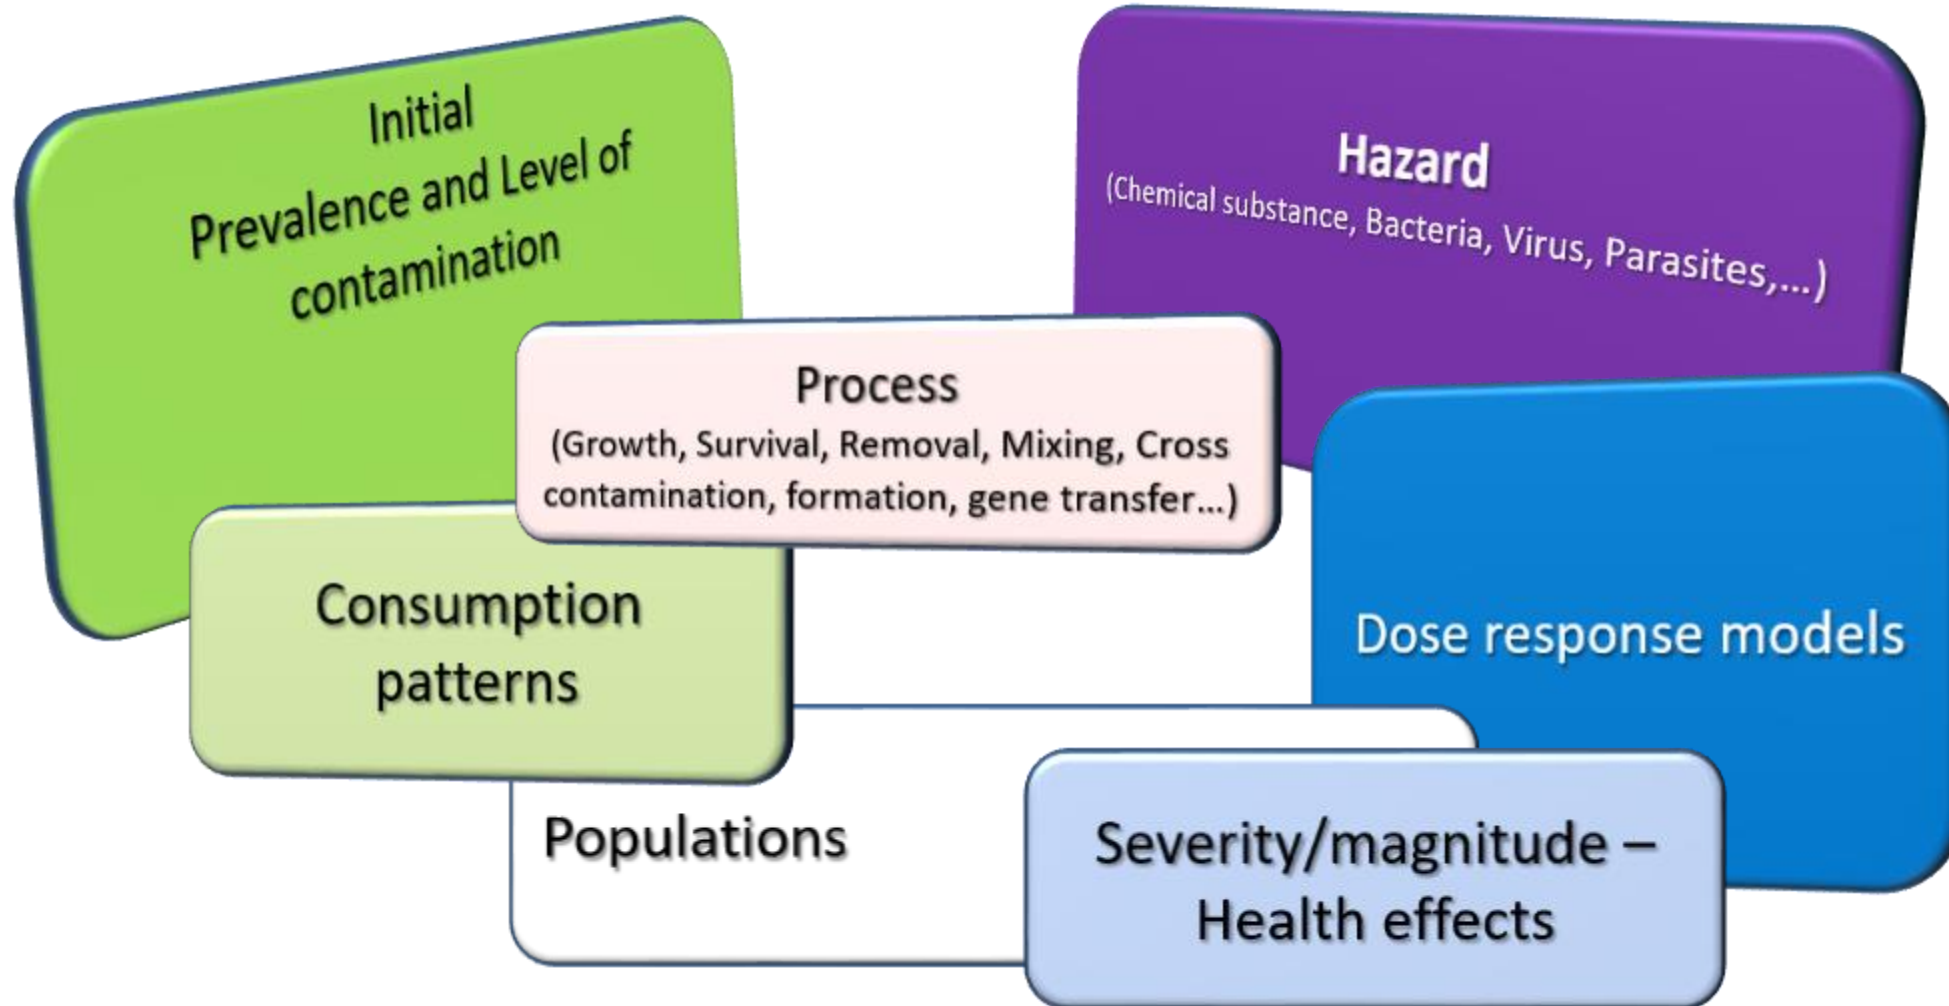 Initial
Prevalence and Level of
contamination
Hazard
(Chemical substance, Bacteria, Virus, Parasites,...)
Process
(Growth, Survival, Removal, Mixing, Cross
contamination, formation, gene transfer...)
Consumption
patterns
Dose response models
Populations
Severity/magnitude –
Health effects